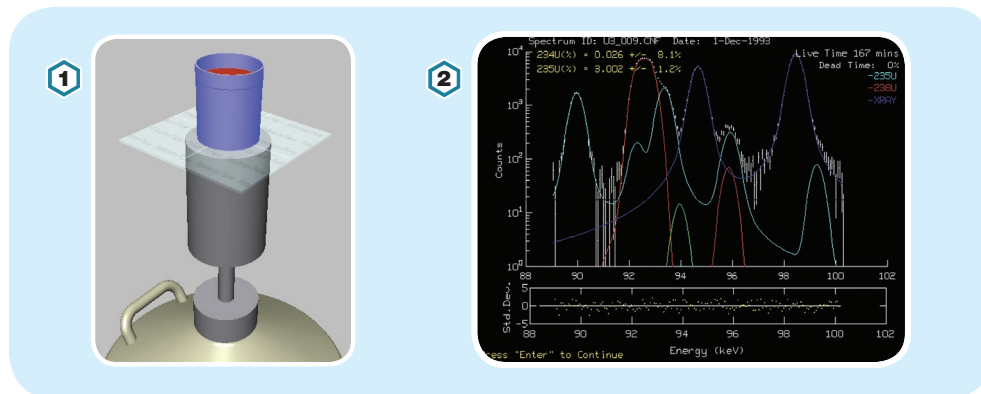 1
2
Spectrum ID: U3_009.CNF Date: 1-Dec-1993
234U(%) = 0.026 +/- 8.1%
235U(%) = 3.002 +/- 1.2%
Live Time 167 mins
Dead Time: 0%
-235U
-238U
-XRAY
Counts
10⁴
10³
10²
10¹
10⁰
88 90 92 94 96 98 100 102
Std.Dev.
5
0
-5
88 90 92 94 96 98 100 102
Energy (keV)
ess "Enter" to Continue